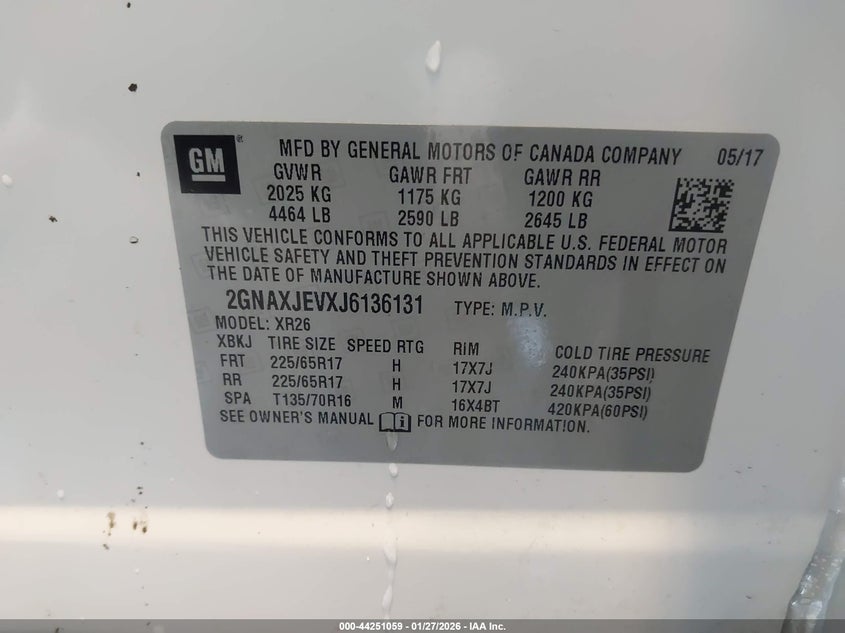 GM
MFD BY GENERAL MOTORS OF CANADA COMPANY 05/17
GVWR GAWR FRT GAWR RR
2025 KG 1175 KG 1200 KG
4464 LB 2590 LB 2645 LB
THIS VEHICLE CONFORMS TO ALL APPLICABLE U.S. FEDERAL MOTOR
VEHICLE SAFETY AND THEFT PREVENTION STANDARDS IN EFFECT ON
THE DATE OF MANUFACTURE SHOWN ABOVE.
2GNAXJEVXJ6136131 TYPE: M.P.V.
MODEL: XR26
XBKJ TIRE SIZE SPEED RTG RIM COLD TIRE PRESSURE
FRT 225/65R17 H 17X7J 240KPA(35PSI)
RR 225/65R17 H 17X7J 240KPA(35PSI)
SPA T135/70R16 M 16X4BT 420KPA(60PSI)
SEE OWNER'S MANUAL FOR MORE INFORMATION.
000-44251059 | 01/27/2026 - IAA Inc.